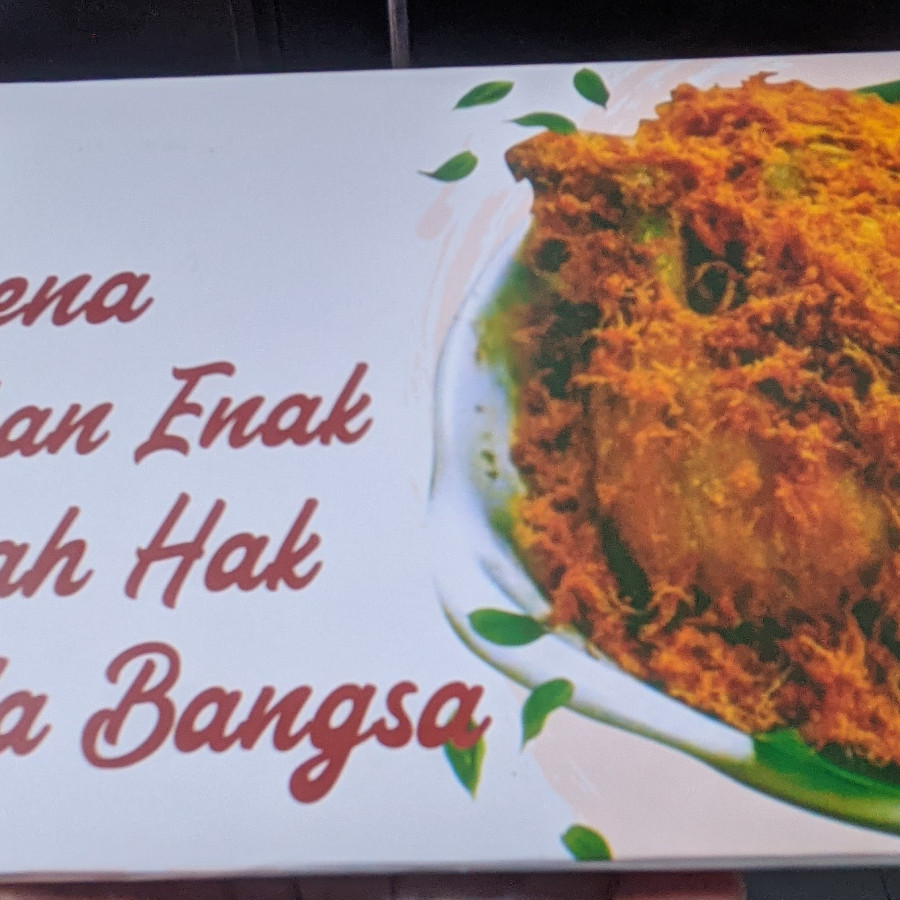 ena
an Enak
ah Hak
a Bangsa